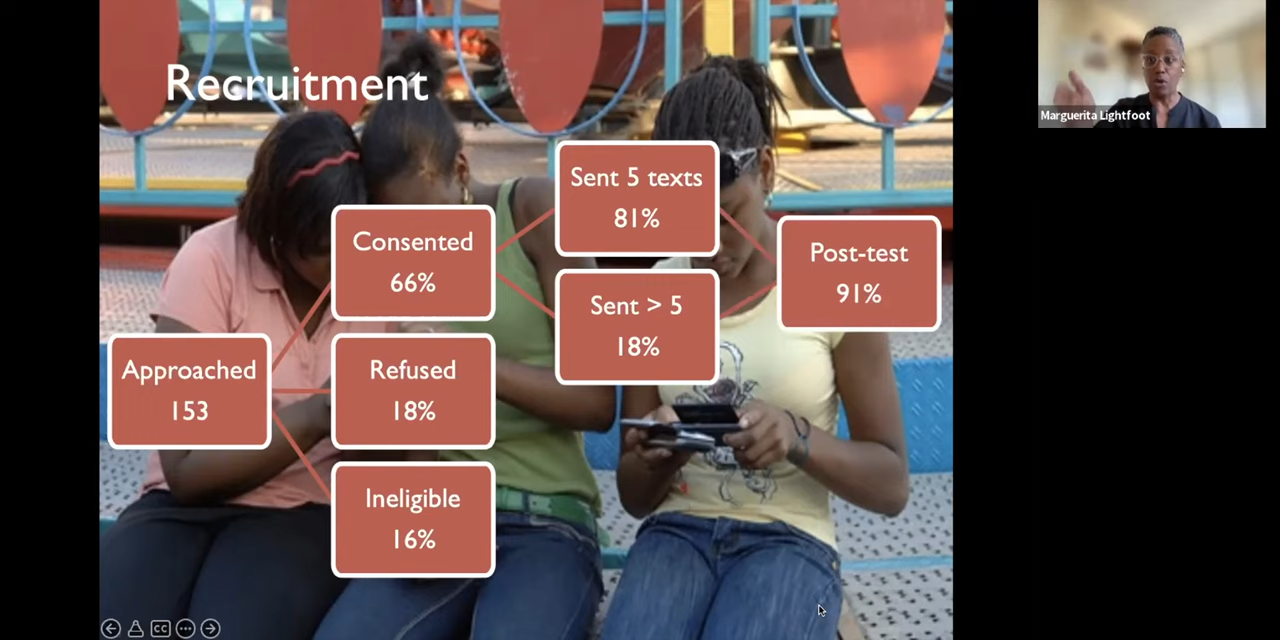 Recruitment
Approached
153
Consented
66%
Refused
18%
Ineligible
16%
Sent 5 texts
81%
Sent > 5
18%
Post-test
91%
Marguerita Lightfoot
CC